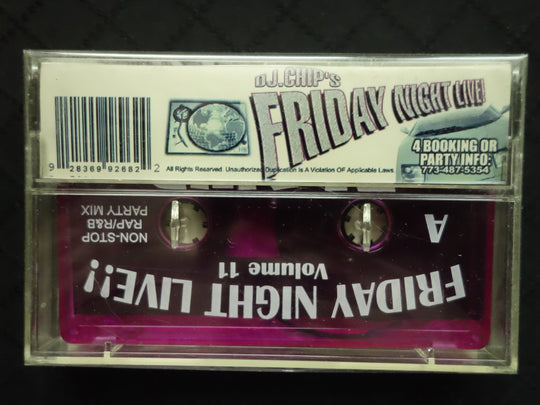 DJ.CHIP's
FRIDAY NIGHT LIVE!
4 BOOKING OR
PARTY INFO:
773-487-5354
All Rights Reserved. Unauthorized Duplication Is A Violation OF Applicable Laws.
9 28369 92682 2
FRIDAY NIGHT LIVE!!
Volume 11
A
NON-STOP
RAP/R&B
PARTY MIX